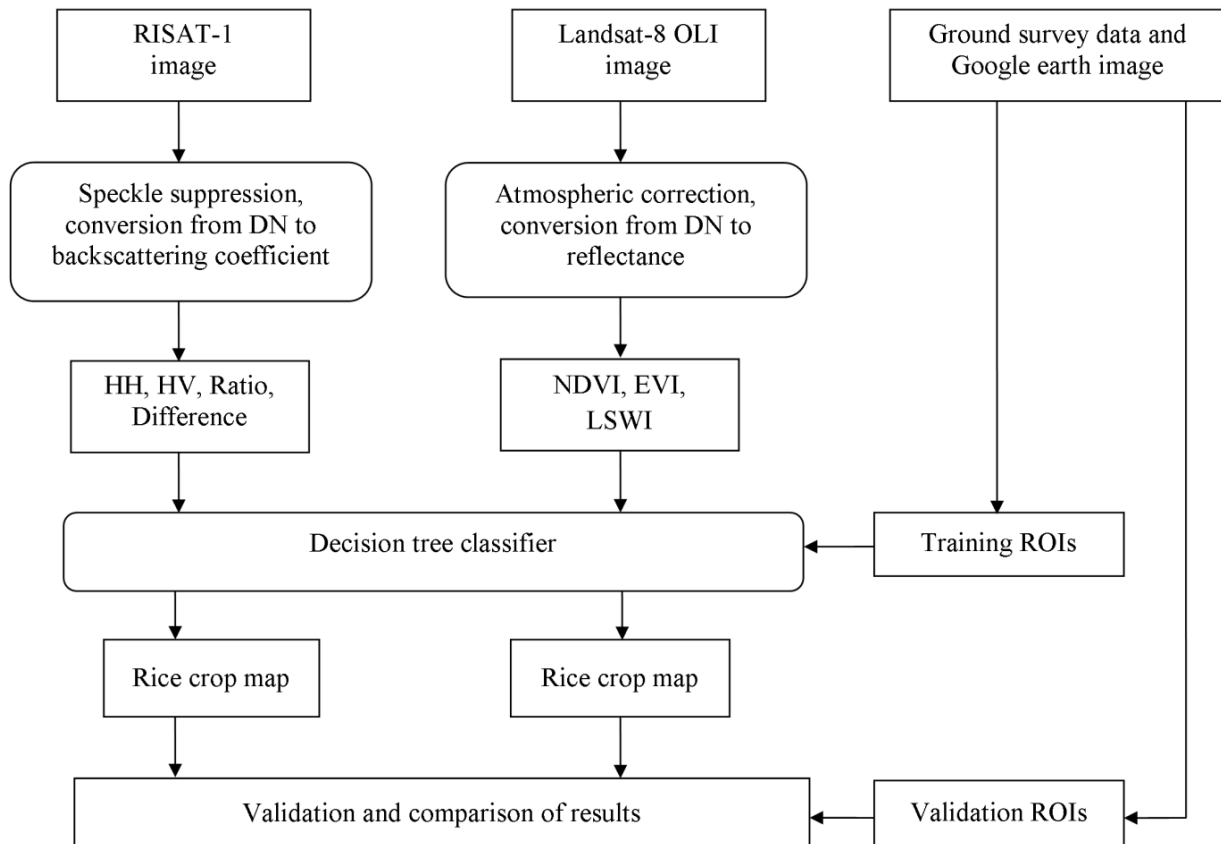 RISAT-1
image
Landsat-8 OLI
image
Ground survey data and
Google earth image
Speckle suppression,
conversion from DN to
backscattering coefficient
Atmospheric correction,
conversion from DN to
reflectance
HH, HV, Ratio,
Difference
NDVI, EVI,
LSWI
Decision tree classifier
Training ROIs
Rice crop map
Rice crop map
Validation and comparison of results
Validation ROIs